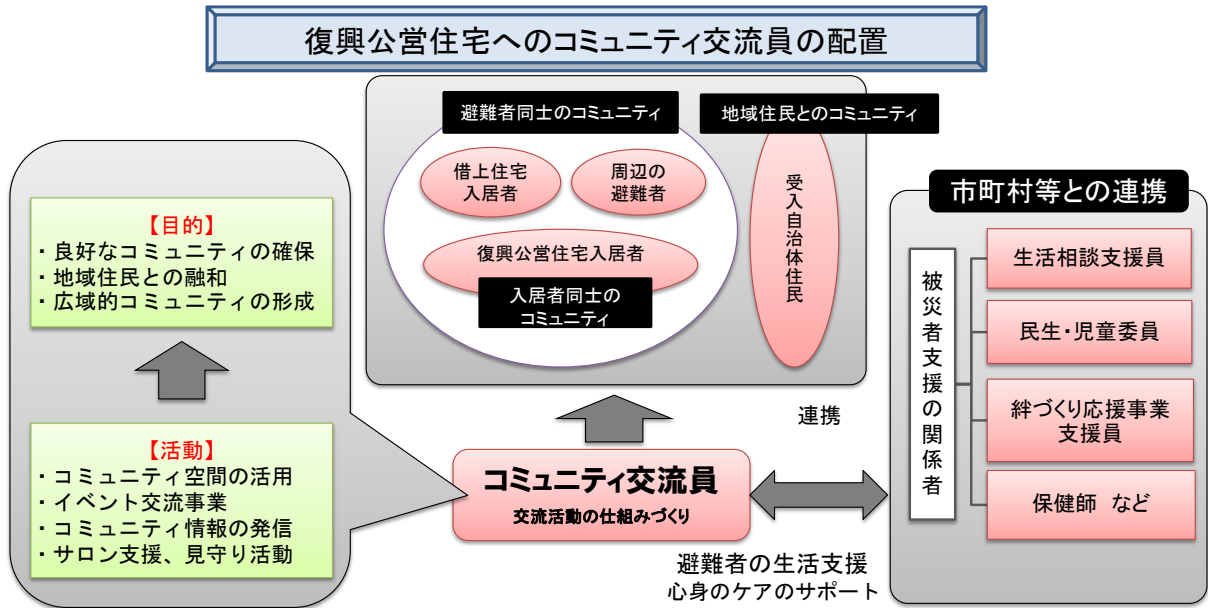 復興公営住宅へのコミュニティ交流員の配置
避難者同士のコミュニティ
地域住民とのコミュニティ
借上住宅
入居者
周辺の
避難者
復興公営住宅入居者
入居者同士の
コミュニティ
受入自治体住民
【目的】
・良好なコミュニティの確保
・地域住民との融和
・広域的コミュニティの形成
【活動】
・コミュニティ空間の活用
・イベント交流事業
・コミュニティ情報の発信
・サロン支援、見守り活動
連携
コミュニティ交流員
交流活動の仕組みづくり
避難者の生活支援
心身のケアのサポート
市町村等との連携
被災者支援の関係者
生活相談支援員
民生・児童委員
絆づくり応援事業
支援員
保健師 など